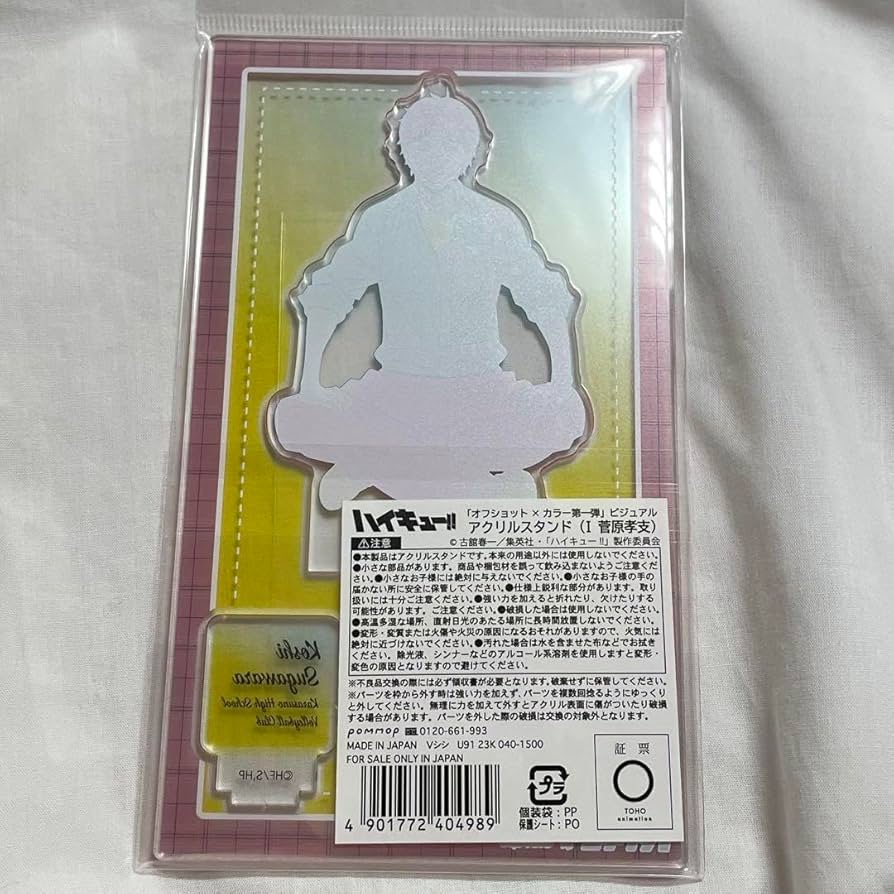 ハイキュー!!
「オフショット × カラー第一弾」ビジュアル
アクリルスタンド(I 菅原孝支)
© 古舘春一／集英社・「ハイキュー!!」製作委員会
⚠注意
●本製品はアクリルスタンドです。本来の用途以外には使用しないでください。
●小さな部品があります。商品や梱包材を誤って飲み込まないようご注意くだ
さい。●小さなお子様には絶対に与えないでください。●小さなお子様の手の
届かない所に安全に保管してください。●仕様上鋭利な部分があります。取り
扱いには十分ご注意ください。●強い力を加えると折れたり、欠けたりする
可能性があります。ご注意ください。●破損した場合は使用しないでください。
●高温多湿な場所、直射日光のあたる場所に長時間放置しないでください。
●変形・変質または火傷や火災の原因になるおそれがありますので、火気には
絶対に近づけないでください。●汚れた場合は水を含ませた布などでお拭き
ください。除光液、シンナーなどのアルコール系溶剤を使用しますと変形・
変色の原因となりますので避けてください。
※不良品交換の際には必ず領収書が必要となります。破棄せずに保管してください。
※パーツを枠から外す時は強い力を加えず、パーツを複数回捻るようにゆっくり
と外してください。無理に力を加えて外すとアクリル表面に傷がついたり破損
する場合があります。パーツを外した際の破損は交換の対象外となります。
pommop 0120-661-993
MADE IN JAPAN Vシシ U91 23K 040-1500
FOR SALE ONLY IN JAPAN
4 901772 404989
プラ
個装袋：PP
保護シート：PO
証 票
TOHO
animation
Koshi
Sugawara
Karasuno High School
Volleyball Club
©HF/S,HP